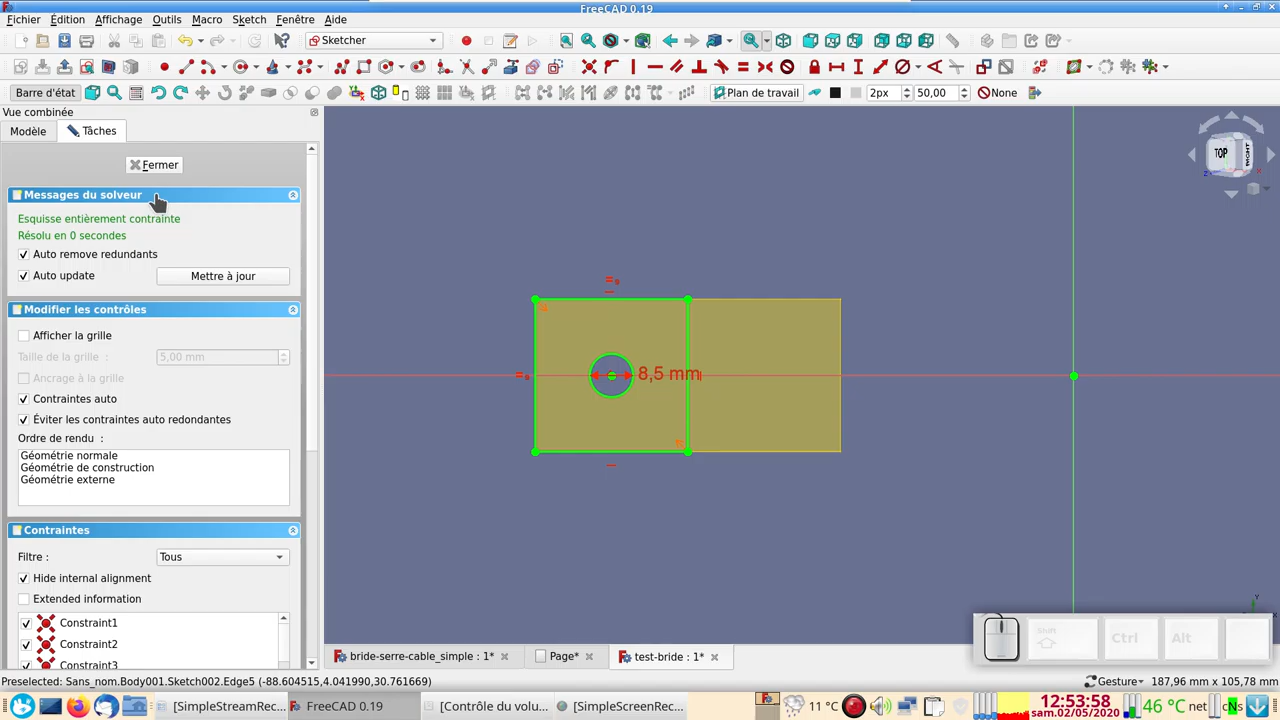 FreeCAD 0.19
Fichier Édition Affichage Outils Macro Sketch Fenêtre Aide
Sketcher
Barre d'état
Plan de travail
2px
50,00
None
Vue combinée
Modèle
Tâches
Fermer
Messages du solveur
Esquisse entièrement contrainte
Résolu en 0 secondes
Auto remove redundants
Auto update
Mettre à jour
Modifier les contrôles
Afficher la grille
Taille de la grille :
5,00 mm
Ancrage à la grille
Contraintes auto
Éviter les contraintes auto redondantes
Ordre de rendu :
Géométrie normale
Géométrie de construction
Géométrie externe
Contraintes
Filtre :
Tous
Hide internal alignment
Extended information
Constraint1
Constraint2
Constraint3
8,5 mm
TOP
RIGHT
Shift
Ctrl
Alt
bride-serre-cable_simple : 1*
Page*
test-bride : 1*
Preselected: Sans_nom.Body001.Sketch002.Edge5 (-88.604515,4.041990,30.761669)
Gesture
187,96 mm x 105,78 mm
[SimpleStreamRec...
FreeCAD 0.19
[Contrôle du volu...
[SimpleScreenRec...
11 °C
12:53:58
sam.02/05/2020
46 °C
net
cNs